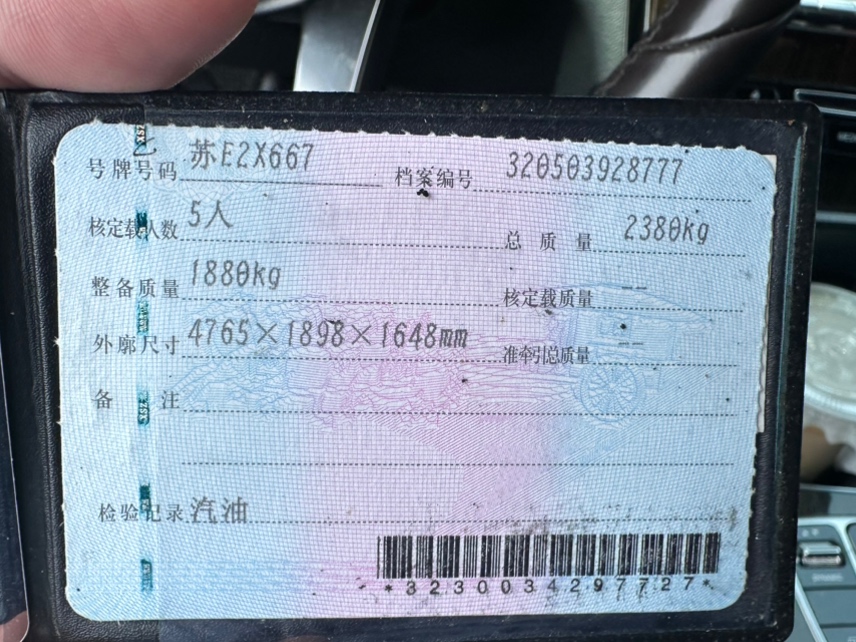 号牌号码 苏E2X667 档案编号 320503928777
核定载人数 5人 总质量 2380kg
整备质量 1880kg 核定载质量 --
外廓尺寸 4765×1898×1648mm 准牵引总质量 --
备注
检验记录 汽油
*3230034297727*